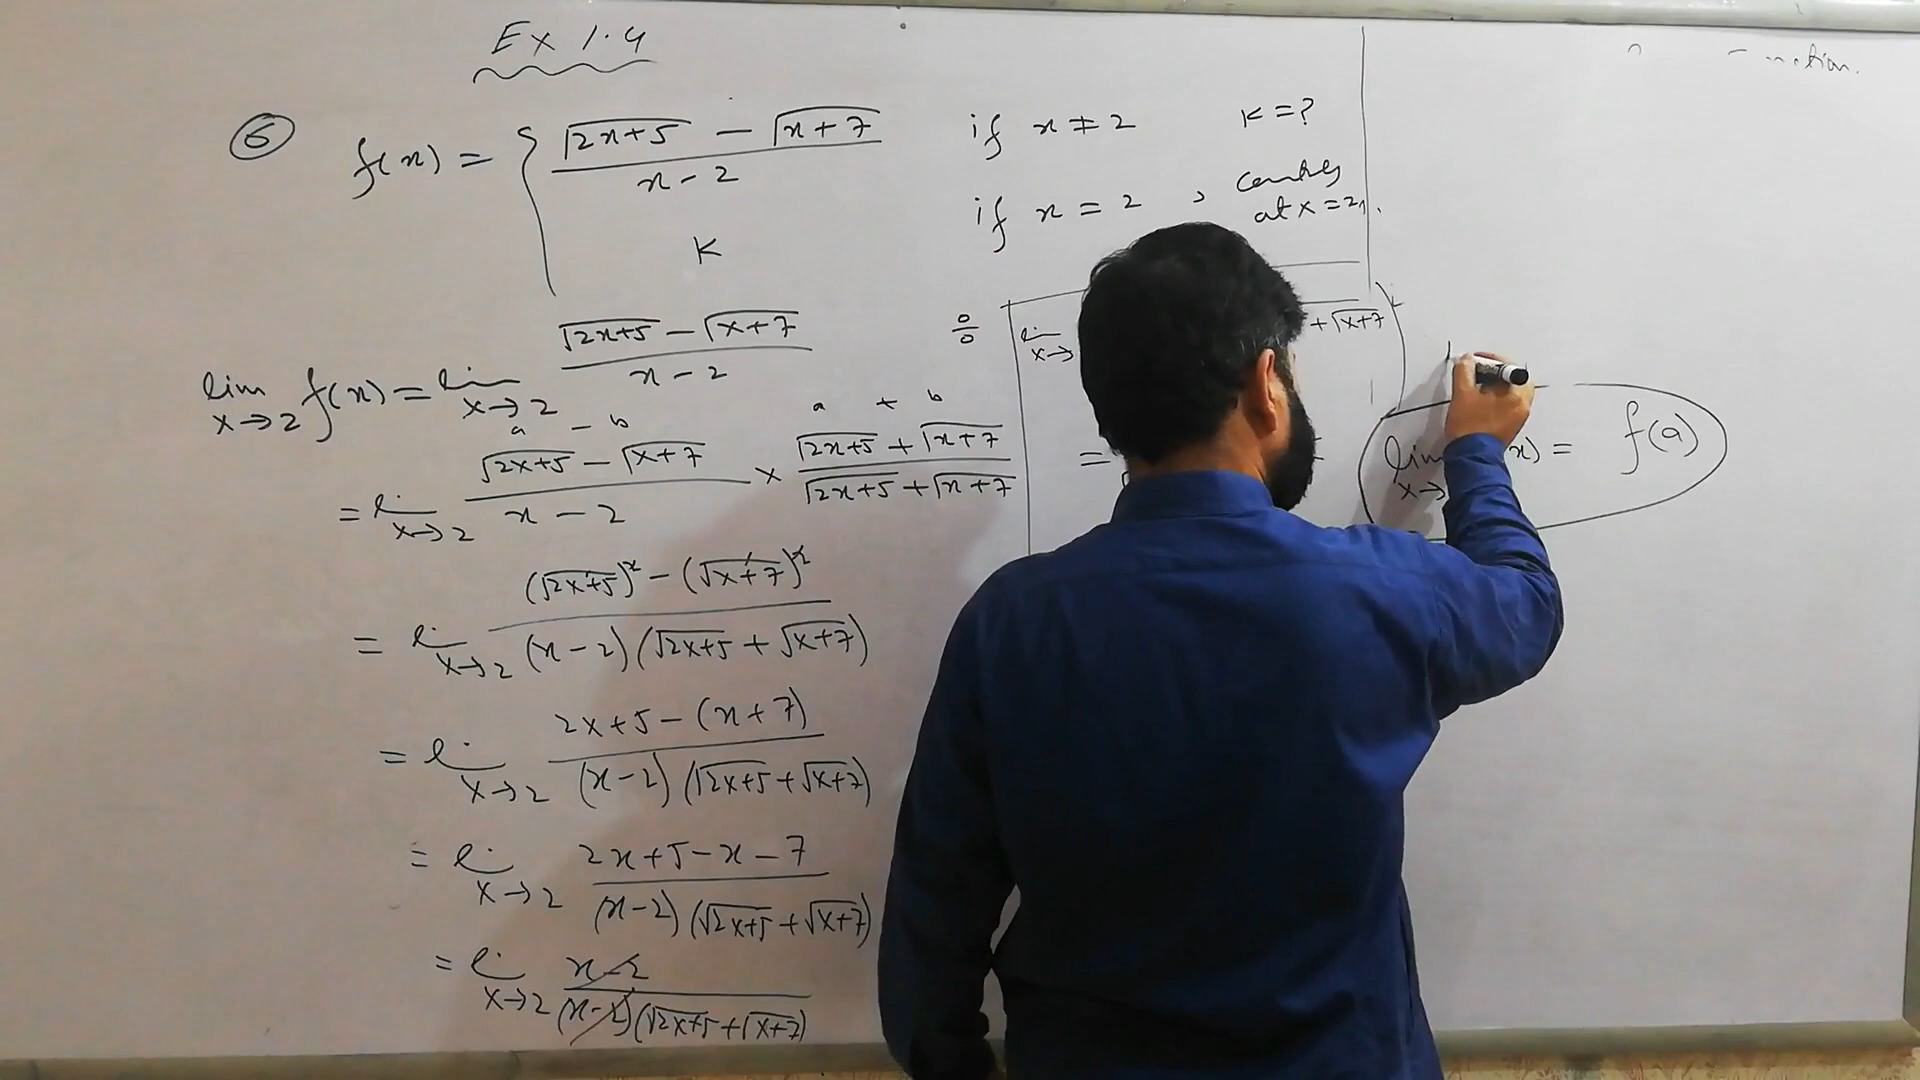 Ex 1.4
⑥ f(x) = { (√(2x+5) − √(x+7)) / (x − 2) if x ≠ 2 K = ?
K if x = 2 ,
at x = 2
lim x→2 f(x) = lim x→2 (√(2x+5) − √(x+7)) / (x − 2) 0/0
a − b a + b
= lim x→2 (√(2x+5) − √(x+7)) / (x − 2) × (√(2x+5) + √(x+7)) / (√(2x+5) + √(x+7))
= lim x→2 ((√(2x+5))² − (√(x+7))²) / ((x − 2)(√(2x+5) + √(x+7)))
= lim x→2 (2x+5 − (x+7)) / ((x−2)(√(2x+5) + √(x+7)))
= lim x→2 (2x+5−x−7) / ((x−2)(√(2x+5) + √(x+7)))
= lim x→2 (x−2) / ((x−2)(√(2x+5) + √(x+7)))
lim x→ + √(x+7)
=
lim x→ x) = f(a)